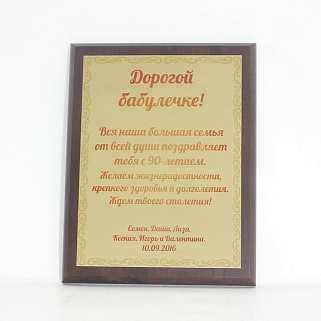 Дорогой
бабулечке!
Вся наша большая семья
от всей души поздравляет
тебя с 90-летием.
Желаем жизнерадостности,
крепкого здоровья и долголетия.
Ждем твоего столетия!
Семен, Даша, Лиза,
Ксения, Игорь и Валентина.
10.09.2016